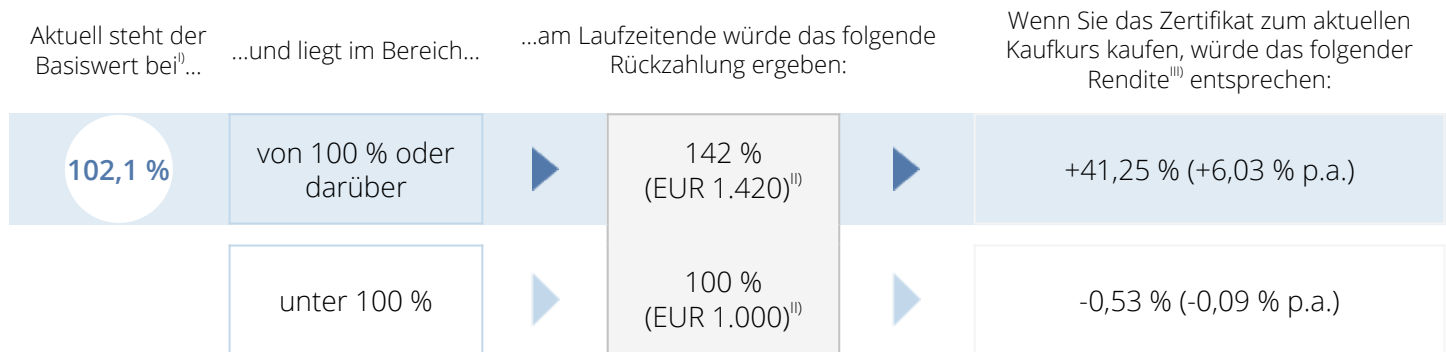 Aktuell steht der
Basiswert bei I)...
...und liegt im Bereich...
...am Laufzeitende würde das folgende
Rückzahlung ergeben:
Wenn Sie das Zertifikat zum aktuellen
Kaufkurs kaufen, würde das folgender
Rendite III) entsprechen:
102,1 %
von 100 % oder
darüber
142 %
(EUR 1.420) II)
+41,25 % (+6,03 % p.a.)
unter 100 %
100 %
(EUR 1.000) II)
-0,53 % (-0,09 % p.a.)